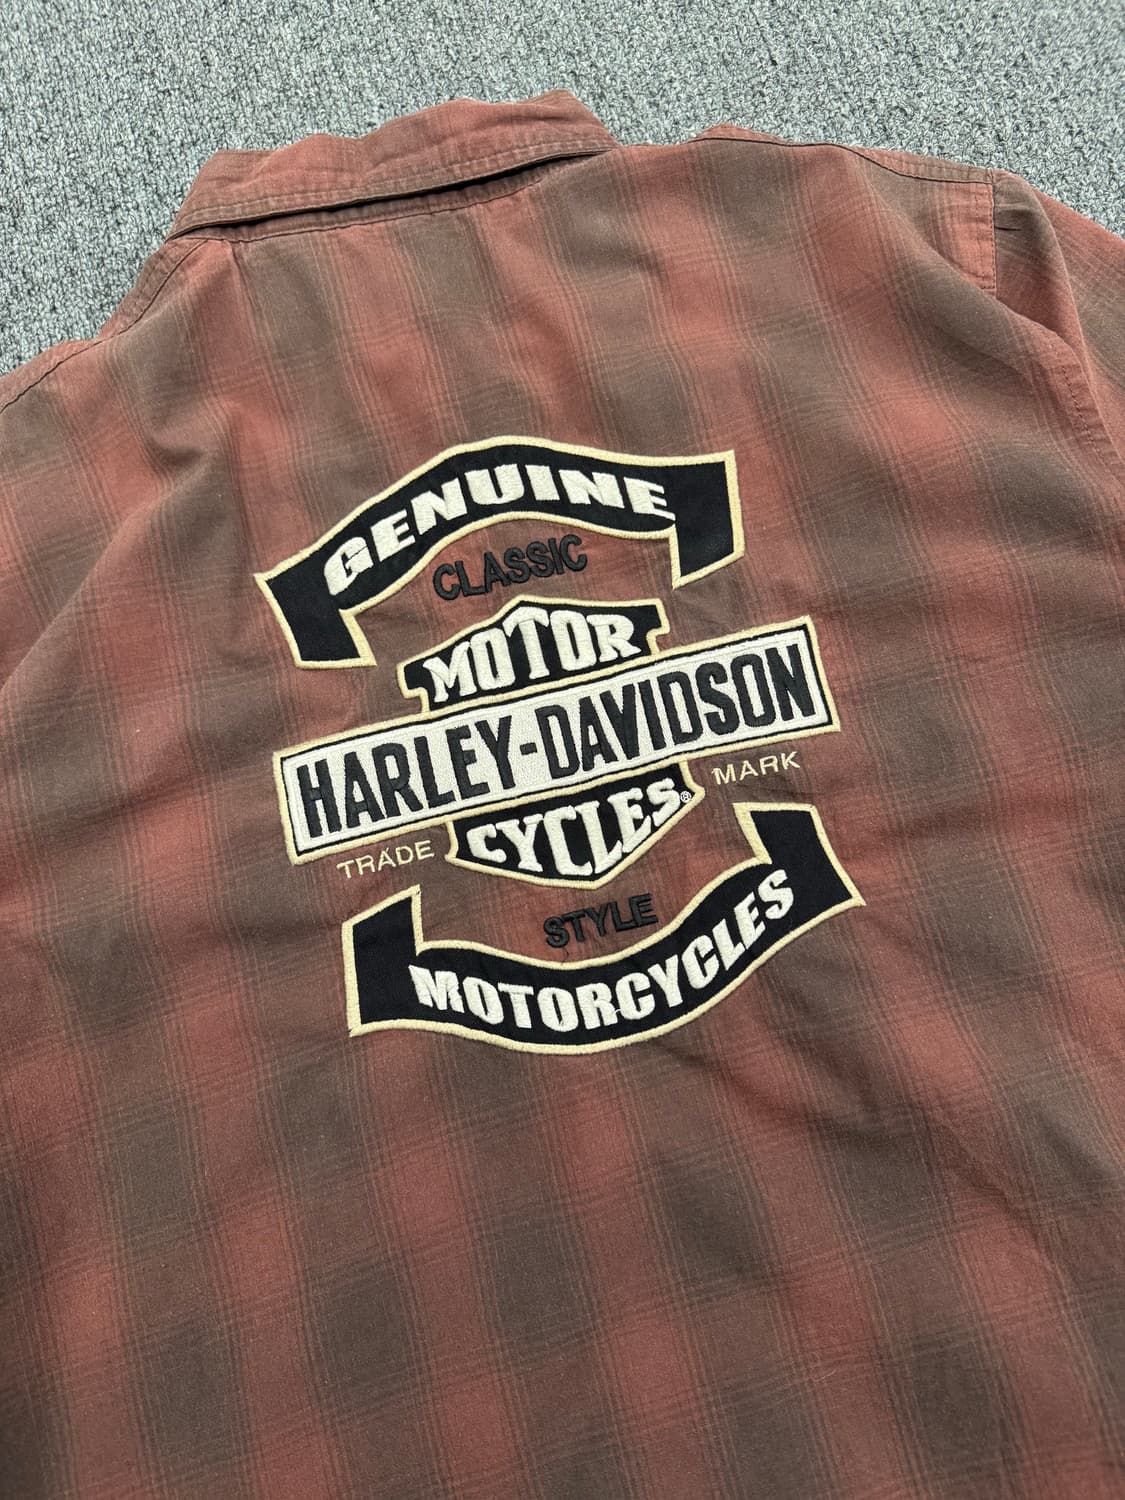 GENUINE
CLASSIC
MOTOR
HARLEY-DAVIDSON
TRADE MARK
CYCLES®
STYLE
MOTORCYCLES